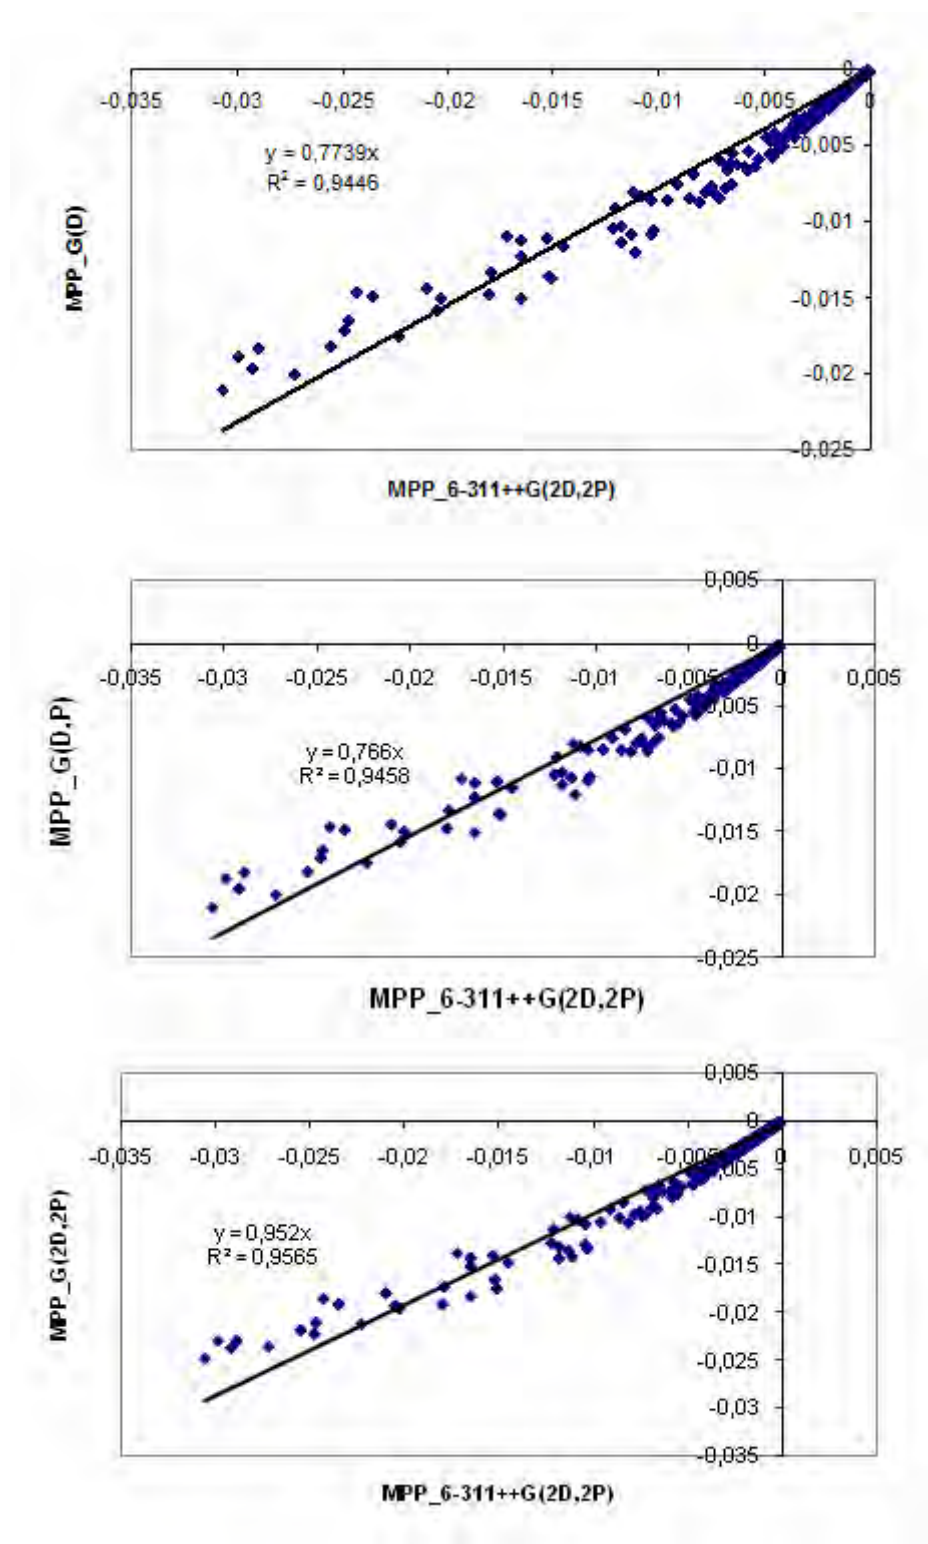 0
-0,035 -0,03 -0,025 -0,02 -0,015 -0,01 -0,005 0
y = 0,7739x
R² = 0,9446
-0,005
-0,01
-0,015
-0,02
-0,025
MPP_G(D)
MPP_6-311++G(2D,2P)
0,005
0
-0,035 -0,03 -0,025 -0,02 -0,015 -0,01 -0,005 0 0,005
-0,005
y = 0,766x
R² = 0,9458
-0,01
-0,015
-0,02
-0,025
MPP_G(D,P)
MPP_6-311++G(2D,2P)
0,005
0
-0,035 -0,03 -0,025 -0,02 -0,015 -0,01 -0,005 0 0,005
-0,005
-0,01
y = 0,952x
R² = 0,9565
-0,015
-0,02
-0,025
-0,03
-0,035
MPP_G(2D,2P)
MPP_6-311++G(2D,2P)